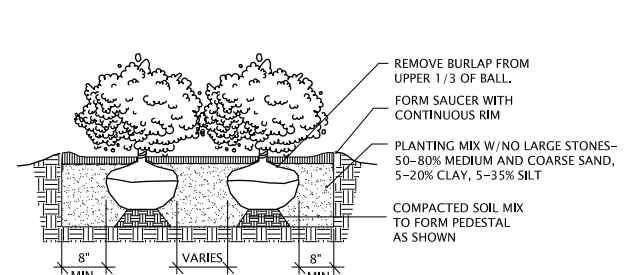 REMOVE BURLAP FROM
UPPER 1/3 OF BALL.
FORM SAUCER WITH
CONTINUOUS RIM
PLANTING MIX W/NO LARGE STONES-
50-80% MEDIUM AND COARSE SAND,
5-20% CLAY, 5-35% SILT
COMPACTED SOIL MIX
TO FORM PEDESTAL
AS SHOWN
8" VARIES 8"
MIN MIN